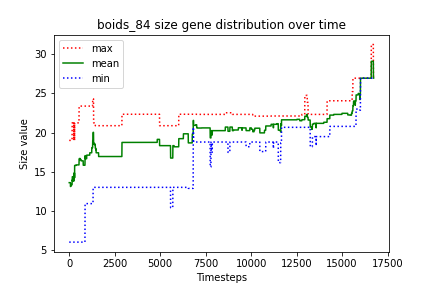 boids_84 size gene distribution over time
max
mean
min
Size value
30
25
20
15
10
5
0 2500 5000 7500 10000 12500 15000 17500
Timesteps